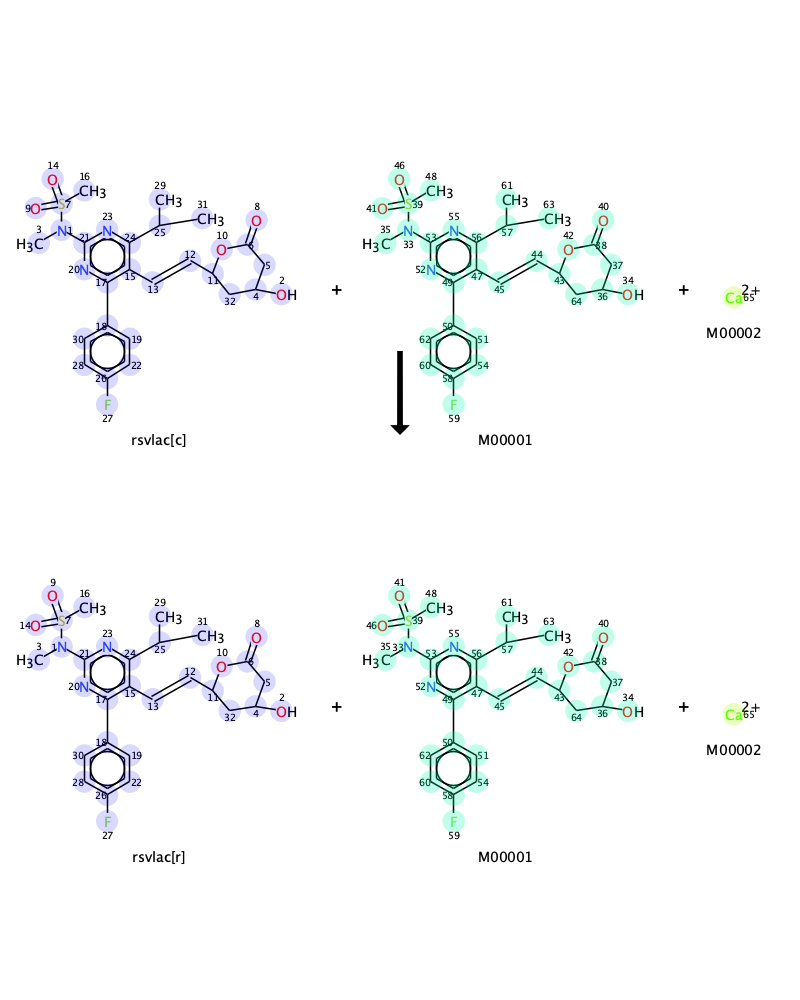 14 29 46 61
16 48
O CH₃ CH₃ 31 8 O CH₃ CH₃ 63 40
9 O S 7 23 CH₃ O 41 O S 39 55 CH₃ O
3 N 1 21 N 24 25 10 35 N 33 53 N 56 57 42
H₃C 12 O 6 H₃C 44 O 38
20 N 15 11 5 2 52 N 47 43 37 34 2+
17 13 32 4 OH + 49 45 64 36 OH + Ca 65
18 50 M00002
30 19 62 51
28 22 60 54
26 58
F F
27 59
rsvlac[c] M00001
9 29 41 61
16 48
O CH₃ CH₃ 31 8 O CH₃ CH₃ 63 40
14 O S 7 23 CH₃ O 46 O S 39 55 CH₃ O
3 1 N 21 N 24 25 10 35 33 N 53 N 56 57 42
H₃C 12 O 6 H₃C 44 O 38
20 N 15 11 5 2 52 N 47 43 37 34 2+
17 13 32 4 OH + 49 45 64 36 OH + Ca 65
18 50 M00002
30 19 62 51
28 22 60 54
26 58
F F
27 59
rsvlac[r] M00001